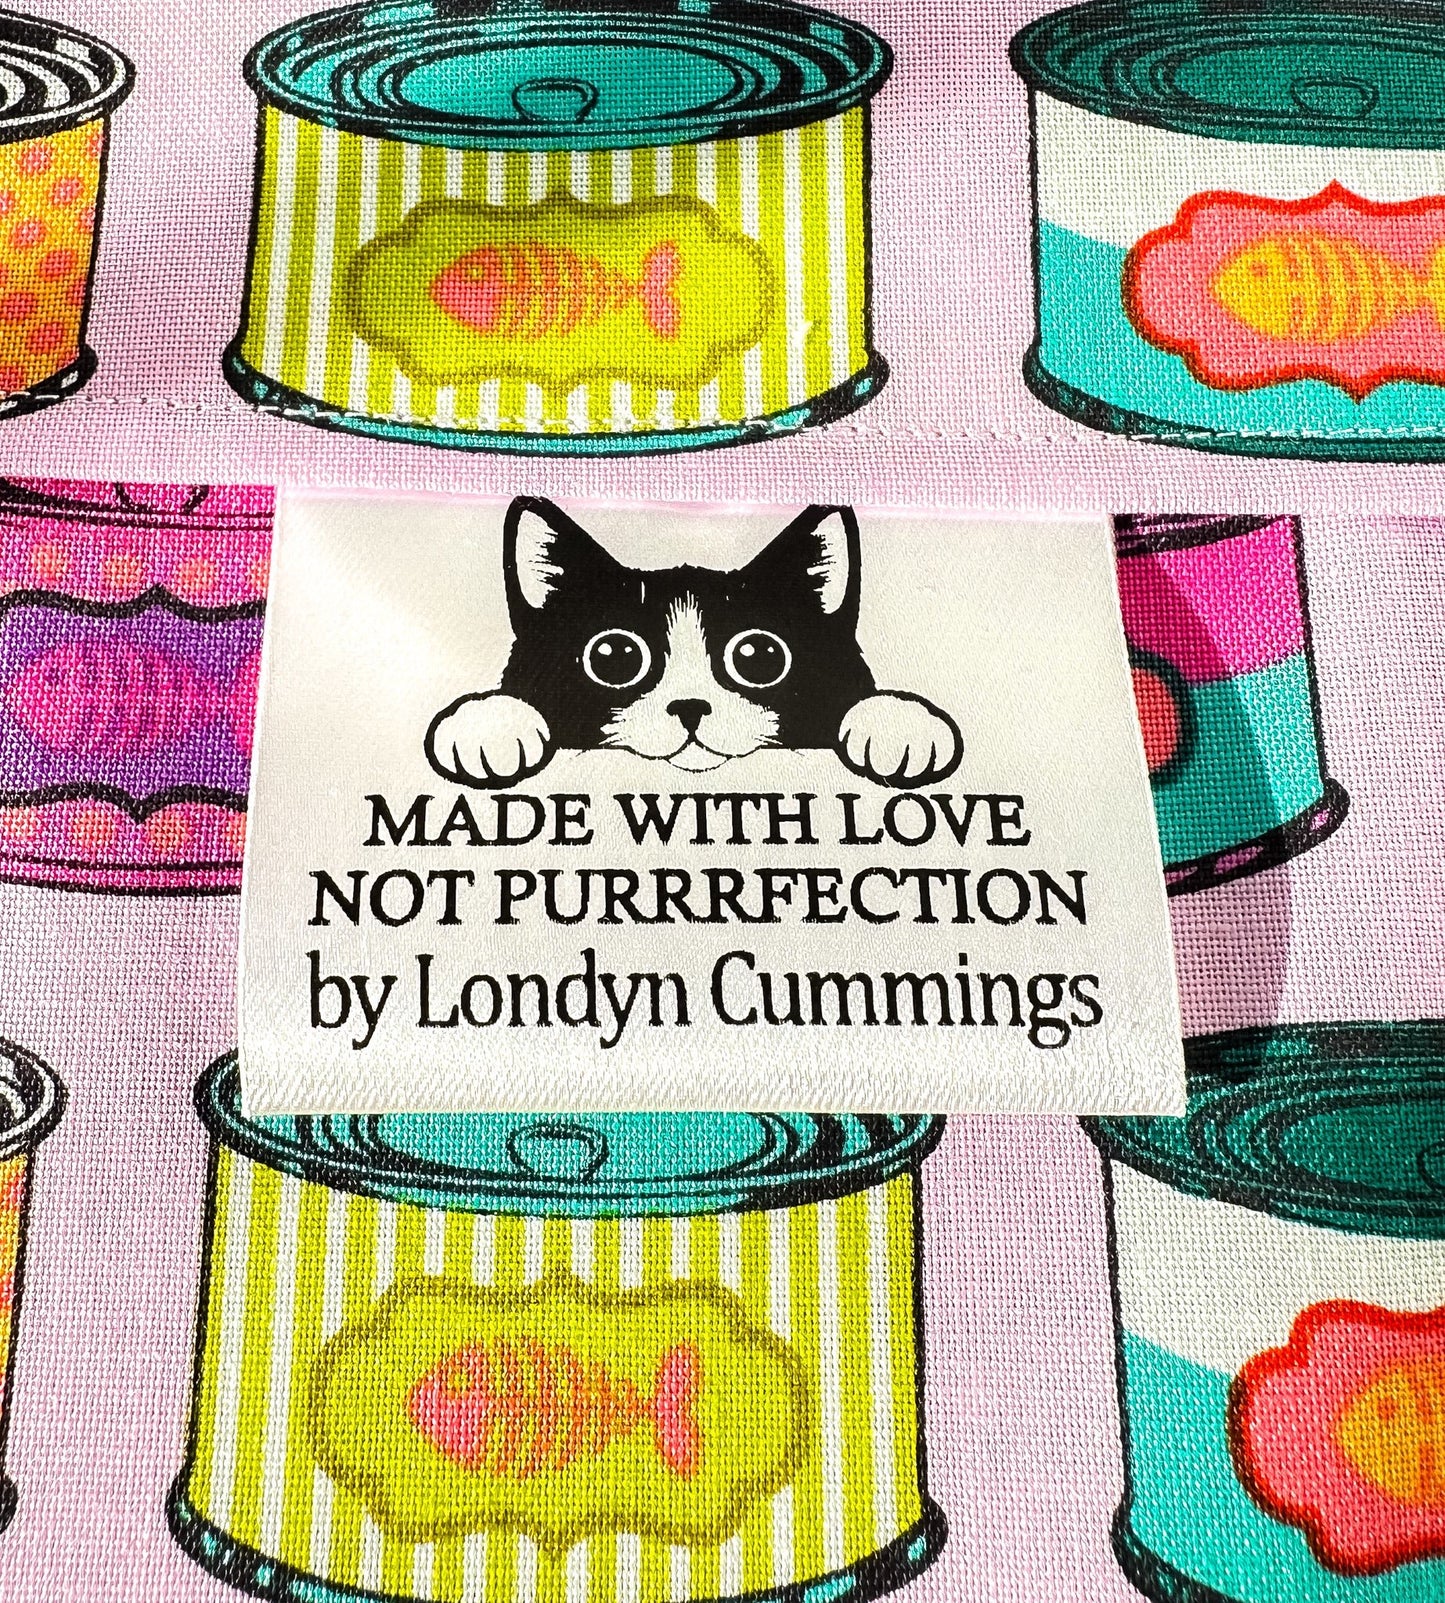 MADE WITH LOVE
NOT PURRRFECTION
by Londyn Cummings